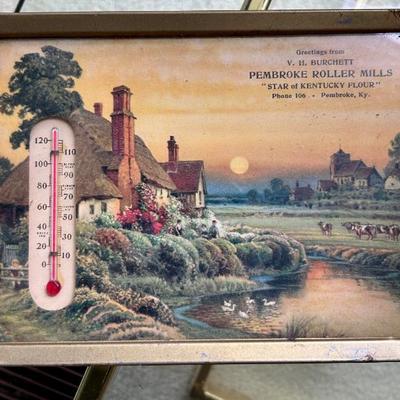 Greetings from
V. H. BURCHETT
PEMBROKE ROLLER MILLS
"STAR of KENTUCKY FLOUR"
Phone 106 - Pembroke, Ky.
120
110
100
90
80
70
60
50
40
30
20
10
0